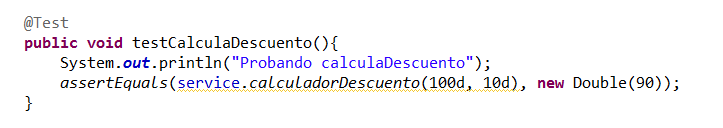 @Test
public void testCalculaDescuento(){
System.out.println("Probando calculaDescuento");
assertEquals(service.calculadorDescuento(100d, 10d), new Double(90));
}